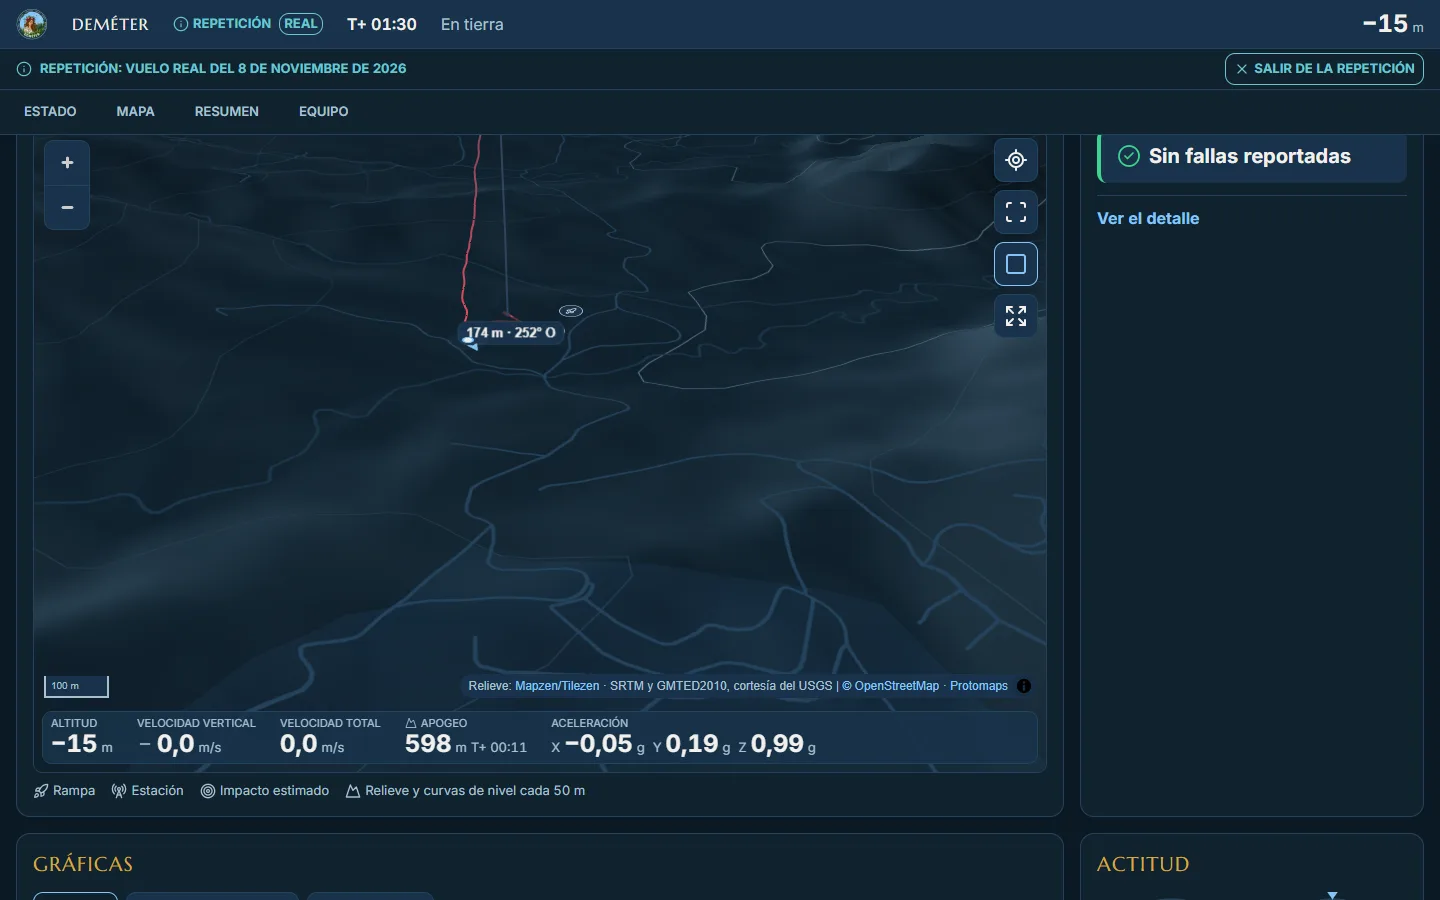 DEMÉTER
REPETICIÓN REAL
T+ 01:30
En tierra
−15 m
REPETICIÓN: VUELO REAL DEL 8 DE NOVIEMBRE DE 2026
SALIR DE LA REPETICIÓN
ESTADO
MAPA
RESUMEN
EQUIPO
+
−
174 m · 252° O
Sin fallas reportadas
Ver el detalle
100 m
Relieve: Mapzen/Tilezen · SRTM y GMTED2010, cortesía del USGS | © OpenStreetMap · Protomaps
ALTITUD
−15 m
VELOCIDAD VERTICAL
− 0,0 m/s
VELOCIDAD TOTAL
0,0 m/s
APOGEO
598 m T+ 00:11
ACELERACIÓN
X −0,05 g Y 0,19 g Z 0,99 g
Rampa
Estación
Impacto estimado
Relieve y curvas de nivel cada 50 m
GRÁFICAS
ACTITUD